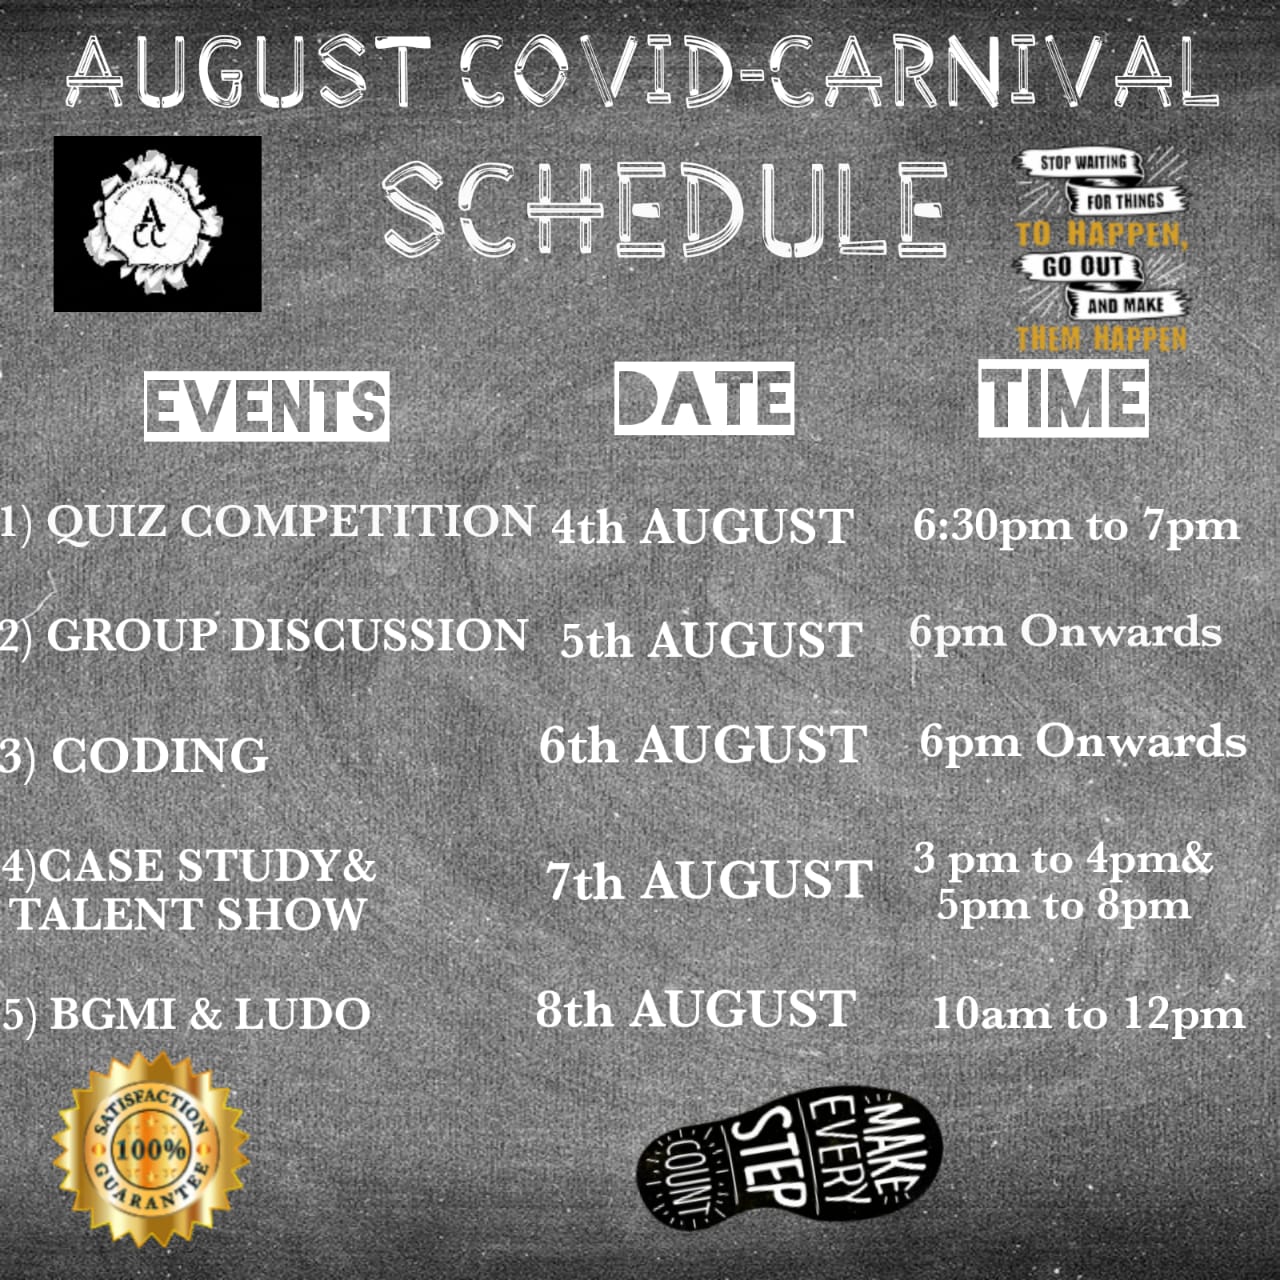 AUGUST COVID-CARNIVAL
SCHEDULE
A
CC
STOP WAITING
FOR THINGS
TO HAPPEN,
GO OUT
AND MAKE
THEM HAPPEN
EVENTS DATE TIME
1) QUIZ COMPETITION 4th AUGUST 6:30pm to 7pm
2) GROUP DISCUSSION 5th AUGUST 6pm Onwards
3) CODING 6th AUGUST 6pm Onwards
4)CASE STUDY&
TALENT SHOW
7th AUGUST
3 pm to 4pm&
5pm to 8pm
5) BGMI & LUDO 8th AUGUST 10am to 12pm
SATISFACTION
100%
GUARANTEE
MAKE
EVERY
STEP
COUNT